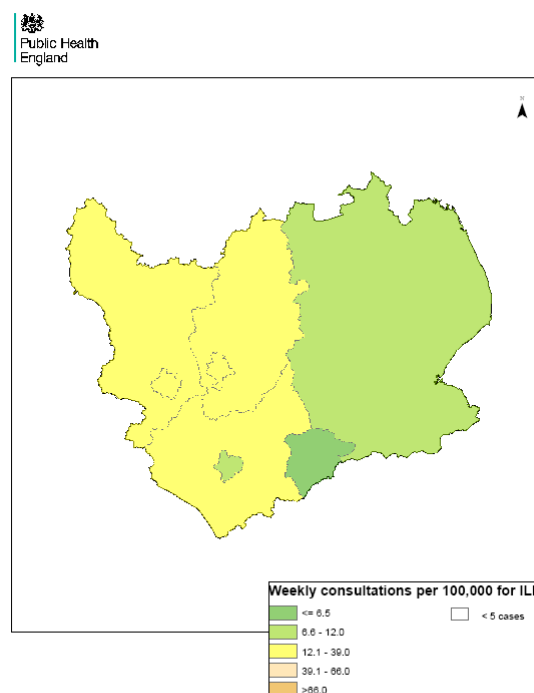 Public Health
England
N
Weekly consultations per 100,000 for ILI
<= 6.5
< 5 cases
6.6 - 12.0
12.1 - 39.0
39.1 - 66.0
>66.0